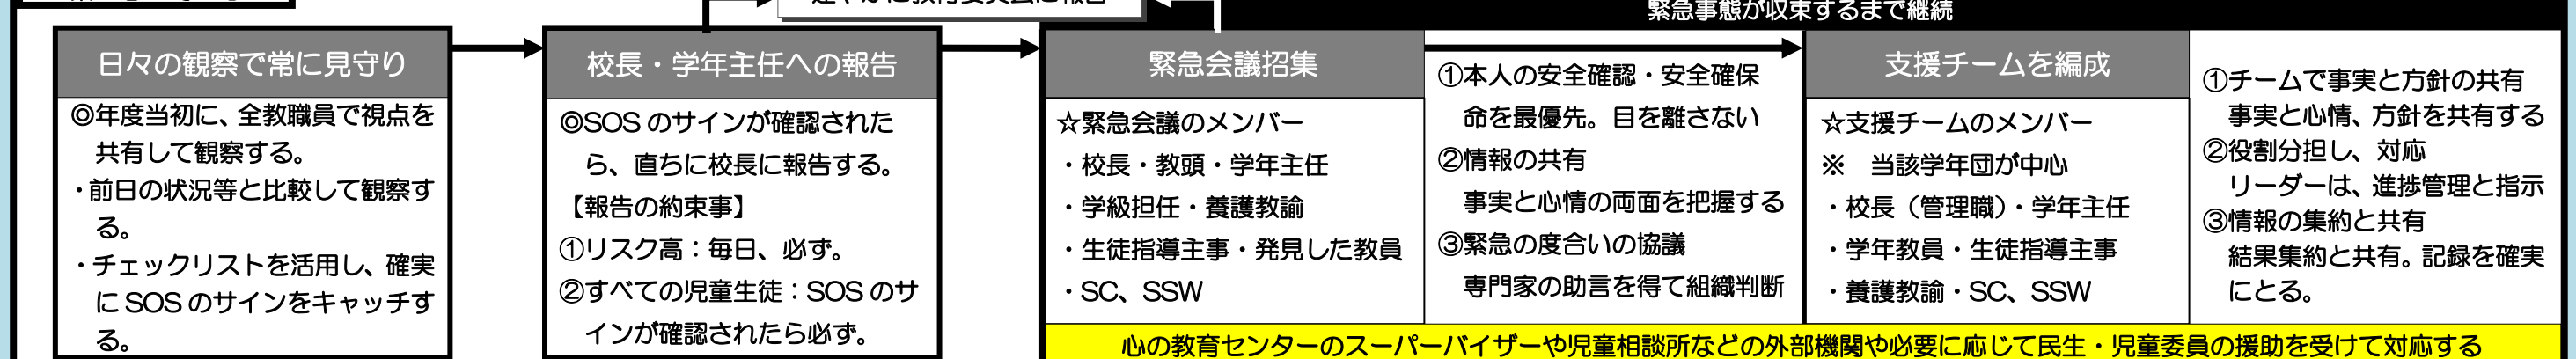 速やかに教育委員会に報告
緊急事態が収束するまで継続
日々の観察で常に見守り
◎年度当初に、全教職員で視点を
共有して観察する。
・前日の状況等と比較して観察す
る。
・チェックリストを活用し、確実
に SOS のサインをキャッチす
る。
校長・学年主任への報告
◎SOS のサインが確認された
ら、直ちに校長に報告する。
【報告の約束事】
①リスク高：毎日、必ず。
②すべての児童生徒：SOS のサ
インが確認されたら必ず。
緊急会議招集
☆緊急会議のメンバー
・校長・教頭・学年主任
・学級担任・養護教諭
・生徒指導主事・発見した教員
・SC、SSW
①本人の安全確認・安全確保
命を最優先。目を離さない
②情報の共有
事実と心情の両面を把握する
③緊急の度合いの協議
専門家の助言を得て組織判断
支援チームを編成
☆支援チームのメンバー
※　当該学年団が中心
・校長（管理職）・学年主任
・学年教員・生徒指導主事
・養護教諭・SC、SSW
①チームで事実と方針の共有
事実と心情、方針を共有する
②役割分担し、対応
リーダーは、進捗管理と指示
③情報の集約と共有
結果集約と共有。記録を確実
にとる。
心の教育センターのスーパーバイザーや児童相談所などの外部機関や必要に応じて民生・児童委員の援助を受けて対応する